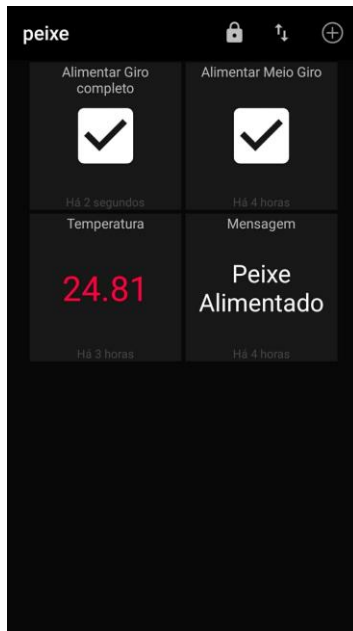 peixe
Alimentar Giro
completo
Alimentar Meio Giro
Há 2 segundos
Há 4 horas
Temperatura
Mensagem
24.81
Peixe
Alimentado
Há 3 horas
Há 4 horas